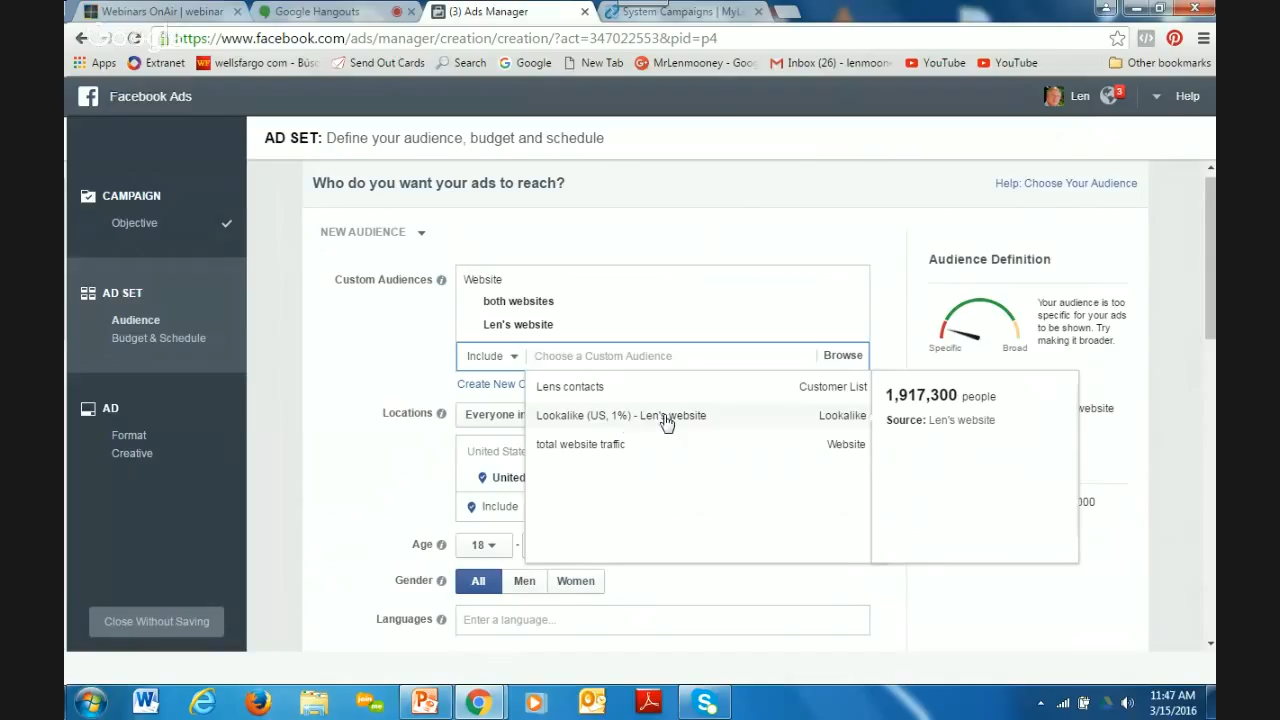 Webinars OnAir | webinar
Google Hangouts
(3) Ads Manager
System Campaigns | MyL
https://www.facebook.com/ads/manager/creation/creation/?act=347022553&pid=p4
Apps
Extranet
wellsfargo.com - Bús
Send Out Cards
Search
Google
New Tab
MrLenmooney - Goo
Inbox (26) - lenmoon
YouTube
YouTube
Other bookmarks
Facebook Ads
Len
3
Help
CAMPAIGN
Objective
AD SET
Audience
Budget & Schedule
AD
Format
Creative
Close Without Saving
AD SET: Define your audience, budget and schedule
Who do you want your ads to reach?
Help: Choose Your Audience
NEW AUDIENCE
Custom Audiences
Website
both websites
Len's website
Include
Choose a Custom Audience
Browse
Create New C
Lens contacts
Customer List
Lookalike (US, 1%) - Len's website
Lookalike
total website traffic
Website
1,917,300 people
Source: Len's website
Locations
Everyone in
United State
United
Include
Age
18
-
Gender
All
Men
Women
Languages
Enter a language...
Audience Definition
Specific
Broad
Your audience is too
specific for your ads
to be shown. Try
making it broader.
website
000
11:47 AM
3/15/2016